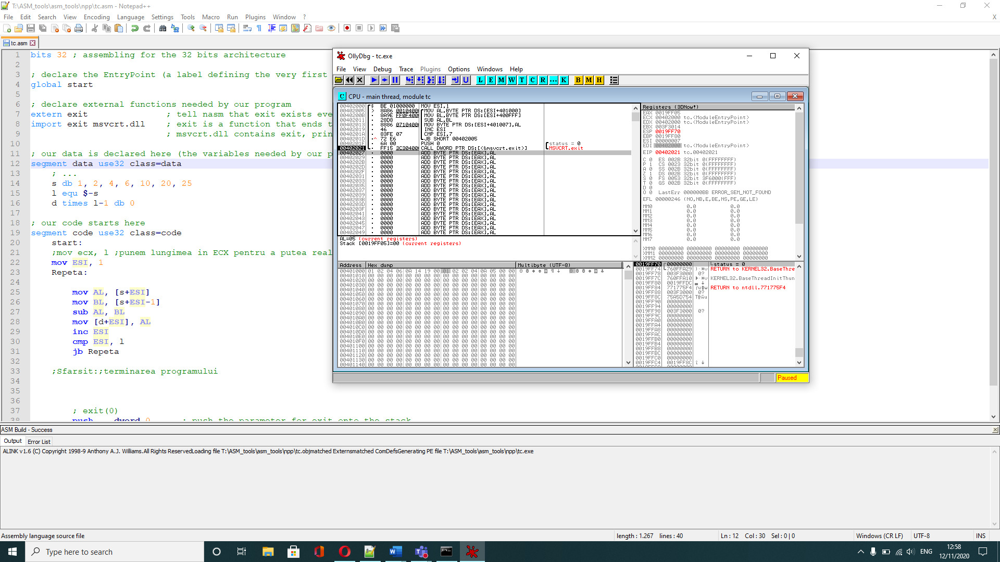 T:\ASM_tools\asm_tools\npp\tc.asm - Notepad++
File Edit Search View Encoding Language Settings Tools Macro Run Plugins Window ? X
tc.asm
1 bits 32 ; assembling for the 32 bits architecture
2
3 ; declare the EntryPoint (a label defining the very first
4 global start
5
6 ; declare external functions needed by our program
7 extern exit ; tell nasm that exit exists eve
8 import exit msvcrt.dll ; exit is a function that ends t
9 ; msvcrt.dll contains exit, prin
10
11 ; our data is declared here (the variables needed by our p
12 segment data use32 class=data
13 ; ...
14 s db 1, 2, 4, 6, 10, 20, 25
15 l equ $-s
16 d times l-1 db 0
17
18 ; our code starts here
19 segment code use32 class=code
20 start:
21 ;mov ecx, l ;punem lungimea in ECX pentru a putea real
22 mov ESI, 1
23 Repeta:
24
25 mov AL, [s+ESI]
26 mov BL, [s+ESI-1]
27 sub AL, BL
28 mov [d+ESI], AL
29 inc ESI
30 cmp ESI, l
31 jb Repeta
32
33 ;Sfarsit:;terminarea programului
34
35
36
37 ; exit(0)
38 push dword 0 ; push the parameter for exit onto the stack
OllyDbg - tc.exe
File View Debug Trace Plugins Options Windows Help
L E M W T C R ... K B M H
C CPU - main thread, module tc
00402000 $ BE 01000000 MOV ESI,1
00402005 > 8A86 00104000 MOV AL,BYTE PTR DS:[ESI+401000]
0040200B . 8A9E FF0F4000 MOV BL,BYTE PTR DS:[ESI+400FFF]
00402011 . 28D8 SUB AL,BL
00402013 . 8886 07104000 MOV BYTE PTR DS:[ESI+401007],AL
00402019 . 46 INC ESI
0040201A . 83FE 07 CMP ESI,7
0040201D .^ 72 E6 JB SHORT 00402005
0040201F . 6A 00 PUSH 0 status = 0
00402021 . FF15 3C304000 CALL DWORD PTR DS:[<&msvcrt.exit>] MSVCRT.exit
00402027 . 0000 ADD BYTE PTR DS:[EAX],AL
00402029 . 0000 ADD BYTE PTR DS:[EAX],AL
0040202B . 0000 ADD BYTE PTR DS:[EAX],AL
0040202D . 0000 ADD BYTE PTR DS:[EAX],AL
0040202F . 0000 ADD BYTE PTR DS:[EAX],AL
00402031 . 0000 ADD BYTE PTR DS:[EAX],AL
00402033 . 0000 ADD BYTE PTR DS:[EAX],AL
00402035 . 0000 ADD BYTE PTR DS:[EAX],AL
00402037 . 0000 ADD BYTE PTR DS:[EAX],AL
00402039 . 0000 ADD BYTE PTR DS:[EAX],AL
0040203B . 0000 ADD BYTE PTR DS:[EAX],AL
0040203D . 0000 ADD BYTE PTR DS:[EAX],AL
0040203F . 0000 ADD BYTE PTR DS:[EAX],AL
00402041 . 0000 ADD BYTE PTR DS:[EAX],AL
00402043 . 0000 ADD BYTE PTR DS:[EAX],AL
00402045 . 0000 ADD BYTE PTR DS:[EAX],AL
00402047 . 0000 ADD BYTE PTR DS:[EAX],AL
00402049 . 0000 ADD BYTE PTR DS:[EAX],AL
AL=05 (current registers)
Stack [0019FF05]=00 (current registers)
Registers (3DNow!)
EAX 0019FF05
ECX 00402000 tc.<ModuleEntryPoint>
EDX 00402000 tc.<ModuleEntryPoint>
EBX 003F3014
ESP 0019FF70
EBP 0019FF80
ESI 00000007
EDI 00402000 tc.<ModuleEntryPoint>
EIP 00402021 tc.00402021
C 0 ES 002B 32bit 0(FFFFFFFF)
P 1 CS 0023 32bit 0(FFFFFFFF)
A 0 SS 002B 32bit 0(FFFFFFFF)
Z 1 DS 002B 32bit 0(FFFFFFFF)
S 0 FS 0053 32bit 3F6000(FFF)
T 0 GS 002B 32bit 0(FFFFFFFF)
D 0
O 0 LastErr 000000BB ERROR_SEM_NOT_FOUND
EFL 00000246 (NO,NB,E,BE,NS,PE,GE,LE)
MM0 0.0 0.0
MM1 0.0 0.0
MM2 0.0 0.0
MM3 0.0 0.0
MM4 0.0 0.0
MM5 0.0 0.0
MM6 0.0 0.0
MM7 0.0 0.0
XMM0 00000000 00000000 00000000 00000000
XMM1 00000000 00000000 00000000 00000000
XMM2 00000000 00000000 00000000 00000000
Address Hex dump Multibyte (UTF-8)
00401000 01 02 04 06 0A 14 19 00 01 02 02 04 0A 05 00 00
00401010 00 00 00 00 00 00 00 00 00 00 00 00 00 00 00 00
00401020 00 00 00 00 00 00 00 00 00 00 00 00 00 00 00 00
00401030 00 00 00 00 00 00 00 00 00 00 00 00 00 00 00 00
00401040 00 00 00 00 00 00 00 00 00 00 00 00 00 00 00 00
00401050 00 00 00 00 00 00 00 00 00 00 00 00 00 00 00 00
00401060 00 00 00 00 00 00 00 00 00 00 00 00 00 00 00 00
00401070 00 00 00 00 00 00 00 00 00 00 00 00 00 00 00 00
00401080 00 00 00 00 00 00 00 00 00 00 00 00 00 00 00 00
00401090 00 00 00 00 00 00 00 00 00 00 00 00 00 00 00 00
004010A0 00 00 00 00 00 00 00 00 00 00 00 00 00 00 00 00
004010B0 00 00 00 00 00 00 00 00 00 00 00 00 00 00 00 00
004010C0 00 00 00 00 00 00 00 00 00 00 00 00 00 00 00 00
004010D0 00 00 00 00 00 00 00 00 00 00 00 00 00 00 00 00
004010E0 00 00 00 00 00 00 00 00 00 00 00 00 00 00 00 00
004010F0 00 00 00 00 00 00 00 00 00 00 00 00 00 00 00 00
00401100 00 00 00 00 00 00 00 00 00 00 00 00 00 00 00 00
00401110 00 00 00 00 00 00 00 00 00 00 00 00 00 00 00 00
00401120 00 00 00 00 00 00 00 00 00 00 00 00 00 00 00 00
00401130 00 00 00 00 00 00 00 00 00 00 00 00 00 00 00 00
00401140 00 00 00 00 00 00 00 00 00 00 00 00 00 00 00 00
0019FF70 00000000 status = 0
0019FF74 760FFA29 RETURN to KERNEL32.BaseThre
0019FF78 003F3000 0?
0019FF7C 760FFA10 KERNEL32.BaseThreadInitThun
0019FF80 0019FFDC
0019FF84 771775F4 RETURN to ntdll.771775F4
0019FF88 003F3000 0?
0019FF8C 75A5D754
0019FF90 00000000
0019FF94 00000000
0019FF98 003F3000 0?
0019FF9C 00000000
0019FFA0 00000000
0019FFA4 00000000
0019FFA8 00000000
0019FFAC 00000000
0019FFB0 00000000
0019FFB4 00000000
0019FFB8 00000000
0019FFBC 00000000
0019FFC0 00000000
0019FFC4 0019FF8C
Paused
ASM Build - Success
Output Error List
ALINK v1.6 (C) Copyright 1998-9 Anthony A.J. Williams.All Rights ReservedLoading file T:\ASM_tools\asm_tools\npp\tc.objmatched Externsmatched ComDefsGenerating PE file T:\ASM_tools\asm_tools\npp\tc.exe
Assembly language source file length : 1.267 lines : 40 Ln : 12 Col : 30 Sel : 0 | 0 Windows (CR LF) UTF-8 INS
Type here to search
ENG
12:58
12/11/2020